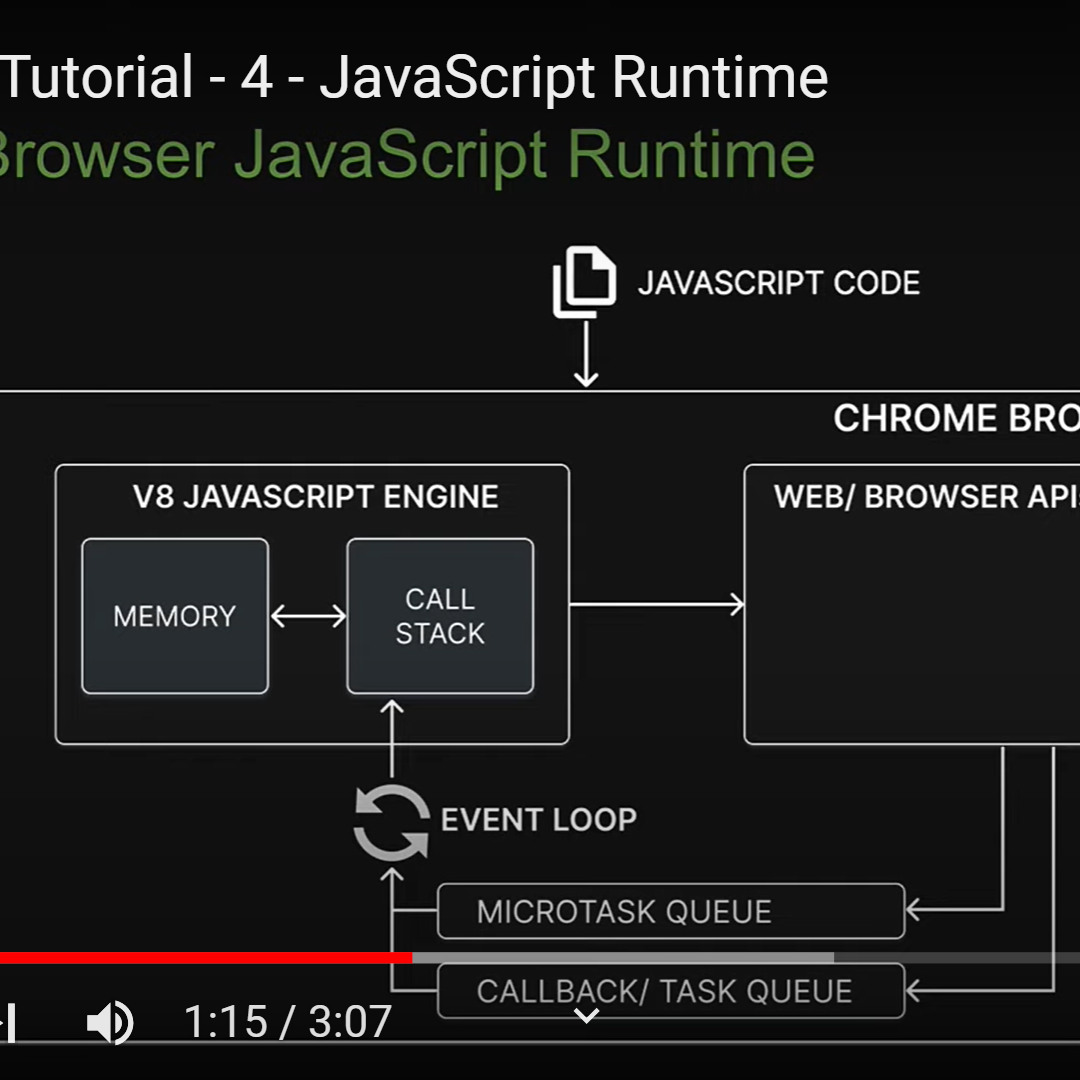 Tutorial - 4 - JavaScript Runtime
Browser JavaScript Runtime
JAVASCRIPT CODE
CHROME BRO
V8 JAVASCRIPT ENGINE
WEB/ BROWSER APIS
MEMORY
CALL
STACK
EVENT LOOP
MICROTASK QUEUE
CALLBACK/ TASK QUEUE
1:15 / 3:07